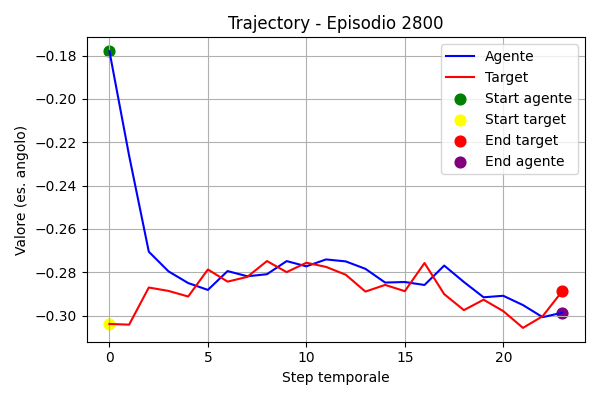 Trajectory - Episodio 2800
Valore (es. angolo)
−0.18
−0.20
−0.22
−0.24
−0.26
−0.28
−0.30
Agente
Target
Start agente
Start target
End target
End agente
0
5
10
15
20
Step temporale